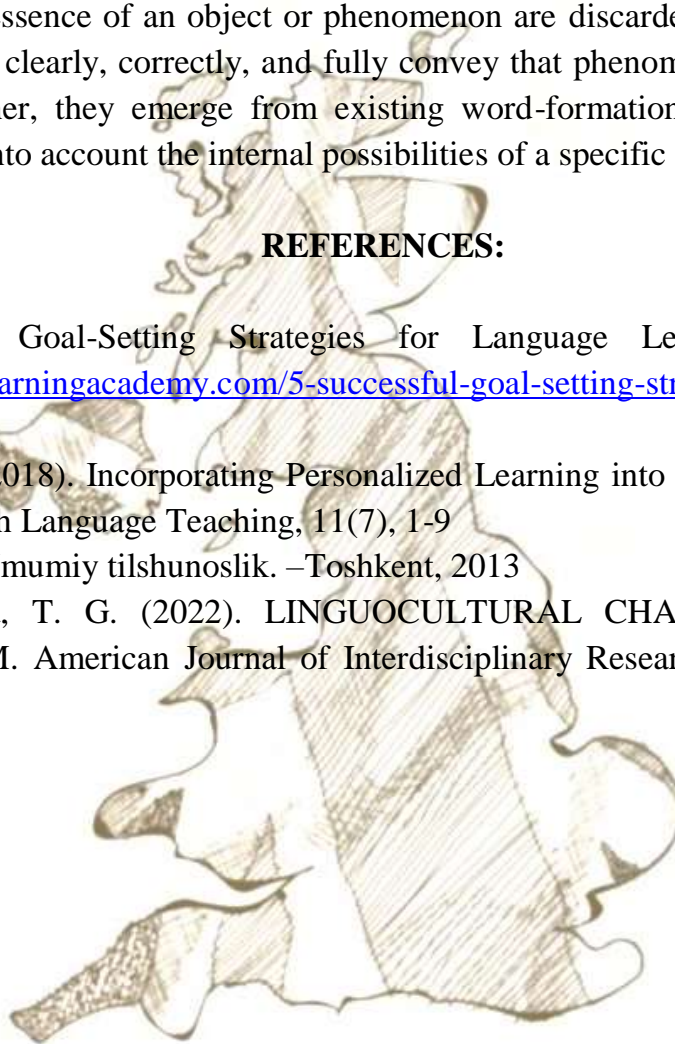 essence of an object or phenomenon are discarde
clearly, correctly, and fully convey that phenom
er, they emerge from existing word-formation
nto account the internal possibilities of a specific
REFERENCES:
Goal-Setting Strategies for Language Le
arningacademy.com/5-successful-goal-setting-str
018). Incorporating Personalized Learning into
h Language Teaching, 11(7), 1-9
mumiy tilshunoslik. –Toshkent, 2013
, T. G. (2022). LINGUOCULTURAL CHA
M. American Journal of Interdisciplinary Resear